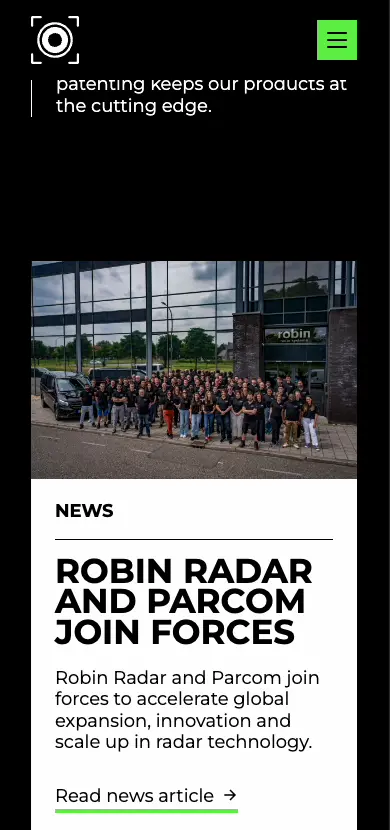 patenting keeps our products at
the cutting edge.
robin
NEWS
ROBIN RADAR
AND PARCOM
JOIN FORCES
Robin Radar and Parcom join
forces to accelerate global
expansion, innovation and
scale up in radar technology.
Read news article →